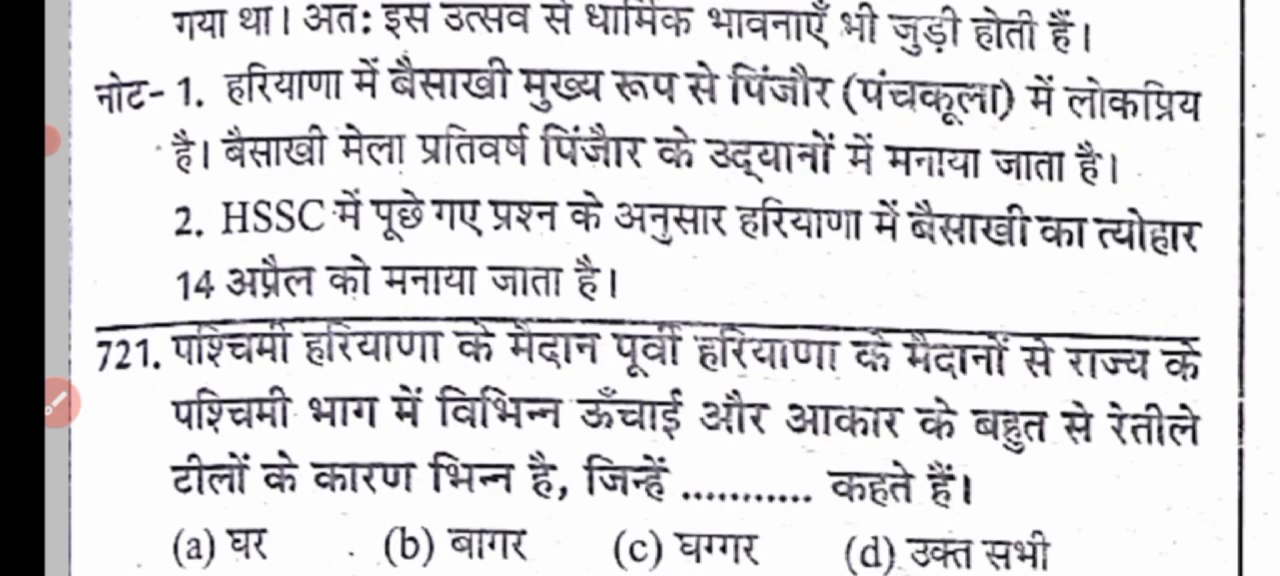 गया था। अतः इस उत्सव से धार्मिक भावनाएँ भी जुड़ी होती हैं।
नोट- 1. हरियाणा में बैसाखी मुख्य रूप से पिंजौर (पंचकूला) में लोकप्रिय
है। बैसाखी मेला प्रतिवर्ष पिंजौर के उद्यानों में मनाया जाता है।
2. HSSC में पूछे गए प्रश्न के अनुसार हरियाणा में बैसाखी का त्योहार
14 अप्रैल को मनाया जाता है।
721. पश्चिमी हरियाणा के मैदान पूर्वी हरियाणा के मैदानों से राज्य के
पश्चिमी भाग में विभिन्न ऊँचाई और आकार के बहुत से रेतीले
टीलों के कारण भिन्न है, जिन्हें ........... कहते हैं।
(a) घर (b) बागर (c) घग्गर (d) उक्त सभी